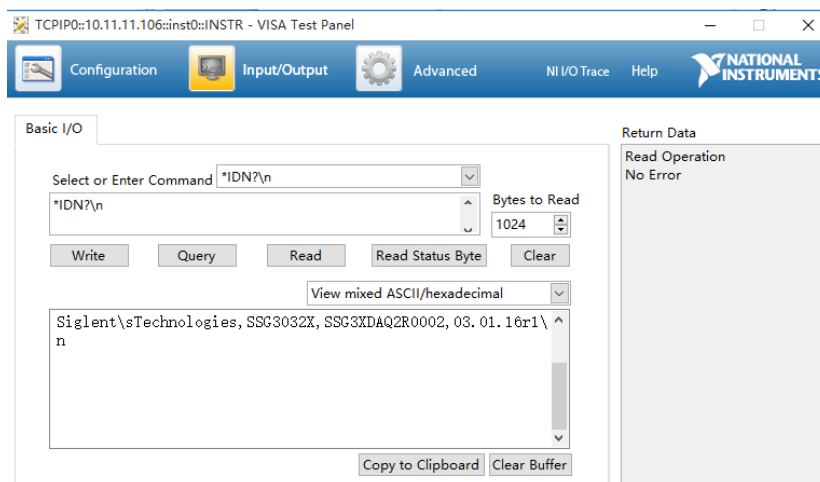 TCPIP0::10.11.11.106::inst0::INSTR - VISA Test Panel
Configuration
Input/Output
Advanced
NI I/O Trace
Help
NATIONAL
INSTRUMENTS
Basic I/O
Return Data
Read Operation
No Error
Select or Enter Command
*IDN?\n
*IDN?\n
Bytes to Read
1024
Write
Query
Read
Read Status Byte
Clear
View mixed ASCII/hexadecimal
Siglent\sTechnologies,SSG3032X,SSG3XDAQ2R0002,03.01.16r1\
n
Copy to Clipboard
Clear Buffer